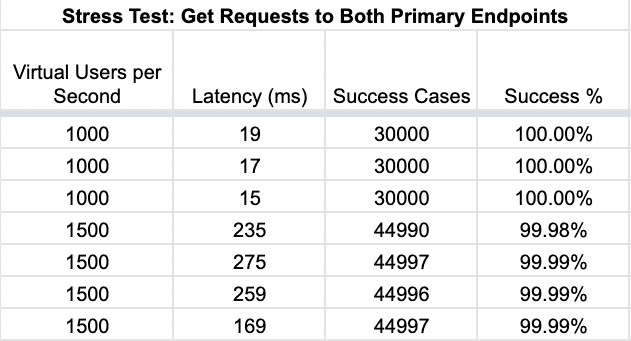 Stress Test: Get Requests to Both Primary Endpoints
Virtual Users per
Second Latency (ms) Success Cases Success %
1000 19 30000 100.00%
1000 17 30000 100.00%
1000 15 30000 100.00%
1500 235 44990 99.98%
1500 275 44997 99.99%
1500 259 44996 99.99%
1500 169 44997 99.99%